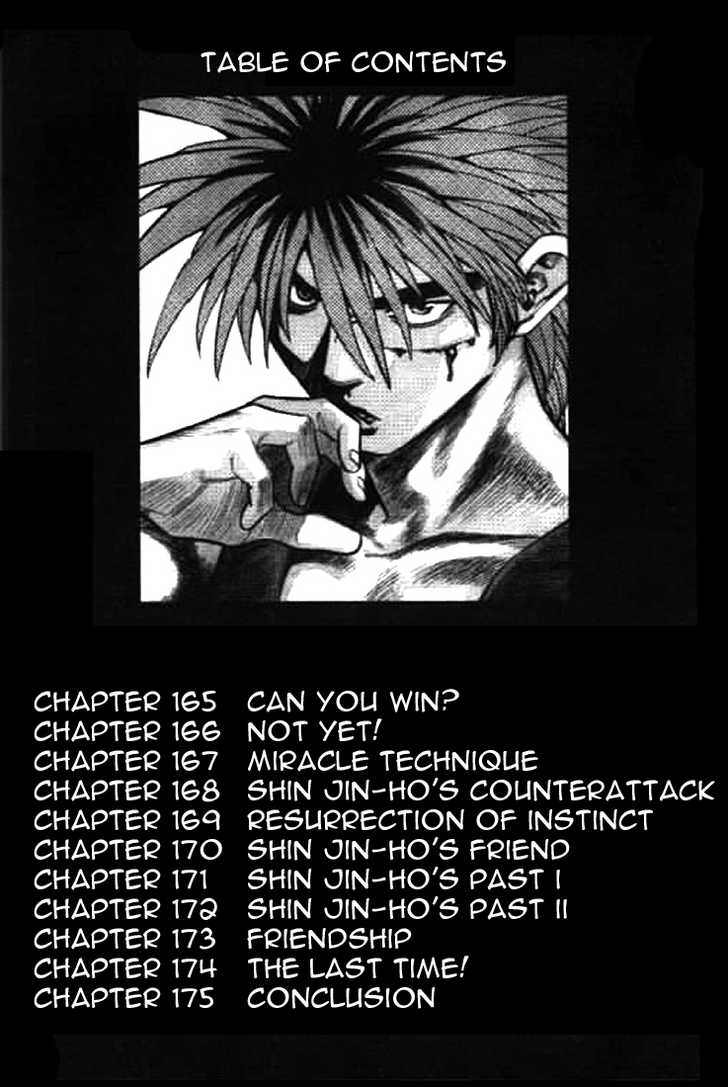 TABLE OF CONTENTS
CHAPTER 165 CAN YOU WIN?
CHAPTER 166 NOT YET!
CHAPTER 167 MIRACLE TECHNIQUE
CHAPTER 168 SHIN JIN-HO'S COUNTERATTACK
CHAPTER 169 RESURRECTION OF INSTINCT
CHAPTER 170 SHIN JIN-HO'S FRIEND
CHAPTER 171 SHIN JIN-HO'S PAST I
CHAPTER 172 SHIN JIN-HO'S PAST II
CHAPTER 173 FRIENDSHIP
CHAPTER 174 THE LAST TIME!
CHAPTER 175 CONCLUSION